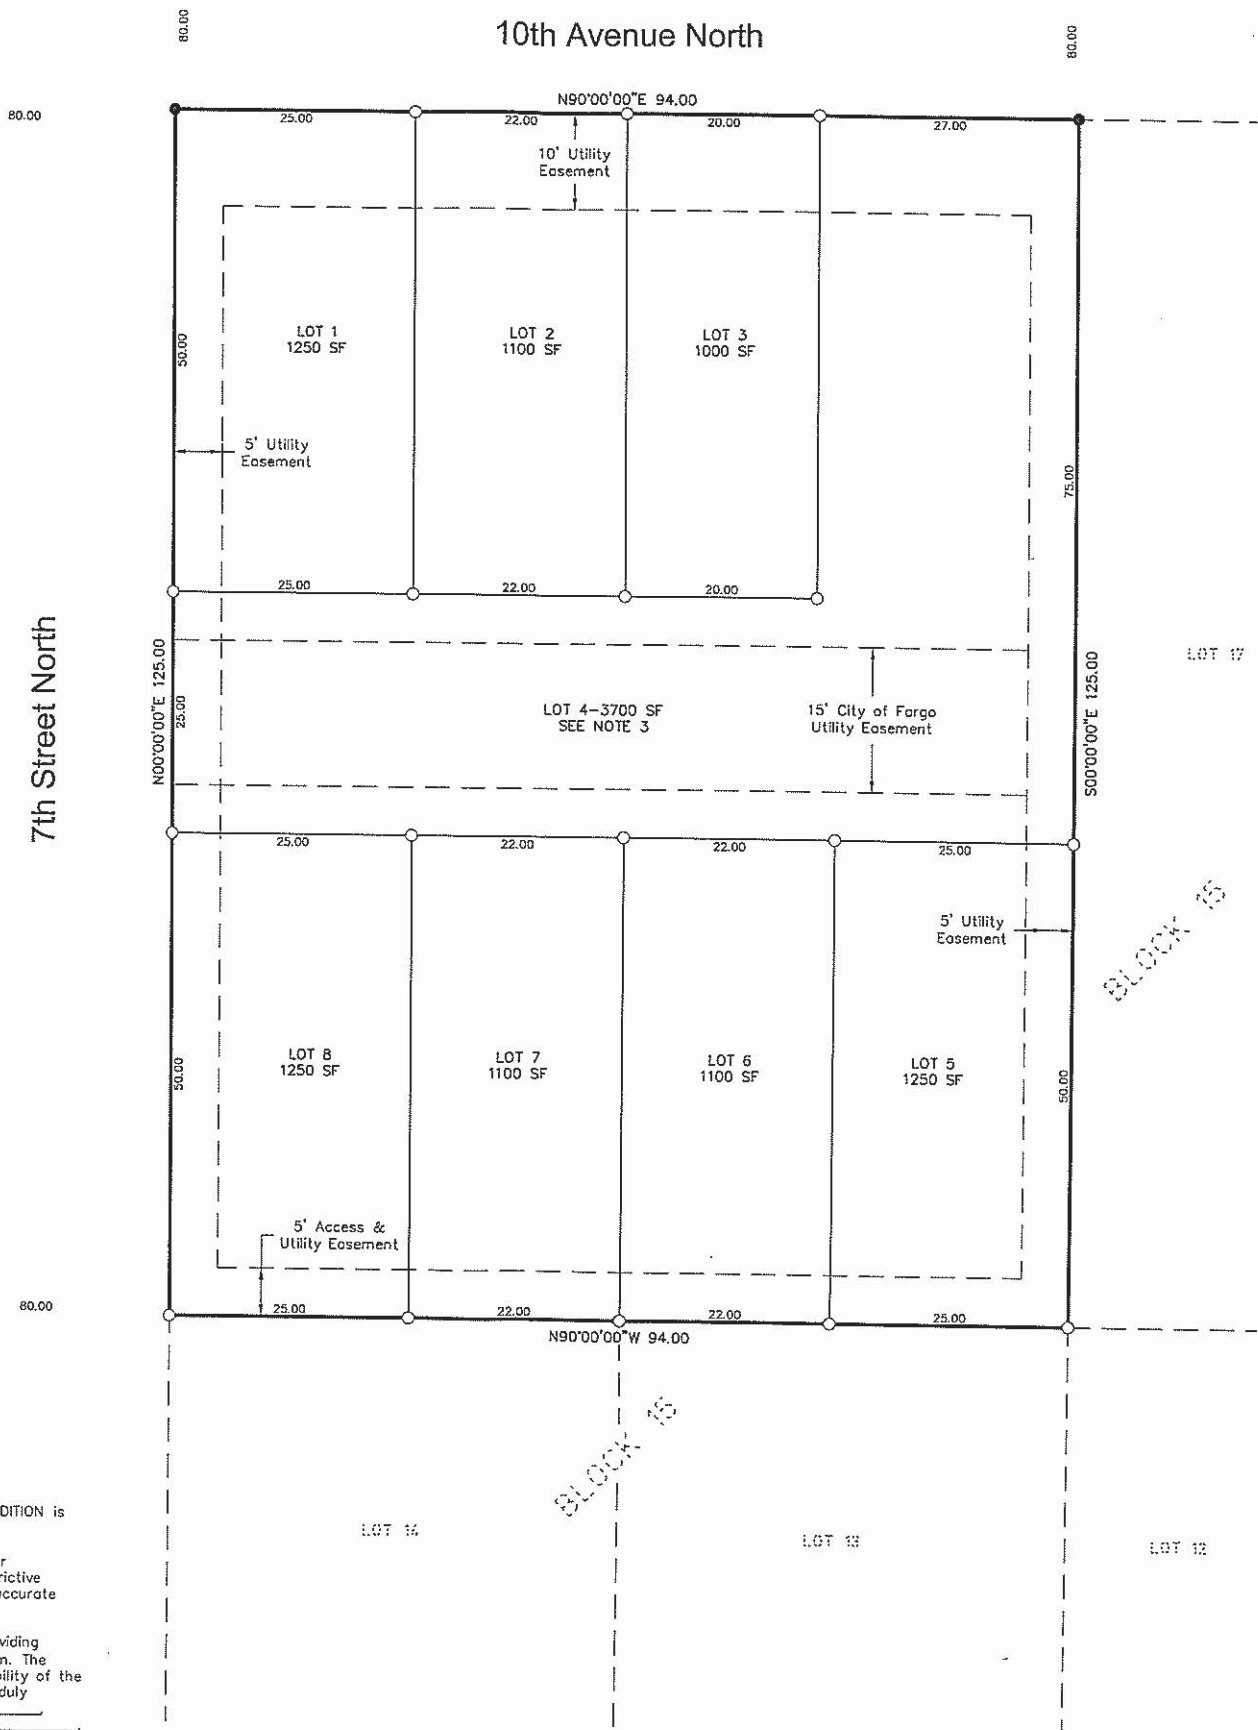 80.00
10th Avenue North
80.00
80.00
N90°00'00"E 94.00
25.00
22.00
20.00
27.00
10' Utility
Easement
LOT 1
1250 SF
LOT 2
1100 SF
LOT 3
1000 SF
50.00
5' Utility
Easement
75.00
25.00
22.00
20.00
7th Street North
N00°00'00"E 125.00
25.00
LOT 4-3700 SF
SEE NOTE 3
15' City of Fargo
Utility Easement
S00°00'00"E 125.00
LOT 17
25.00
22.00
22.00
25.00
5' Utility
Easement
BLOCK 15
LOT 8
1250 SF
LOT 7
1100 SF
LOT 6
1100 SF
LOT 5
1250 SF
50.00
50.00
5' Access &
Utility Easement
80.00
25.00
22.00
22.00
25.00
N90°00'00"W 94.00
BLOCK 15
LOT 14
LOT 13
LOT 12
DITION is
r
rictive
accurate
viding
n. The
bility of the
duly